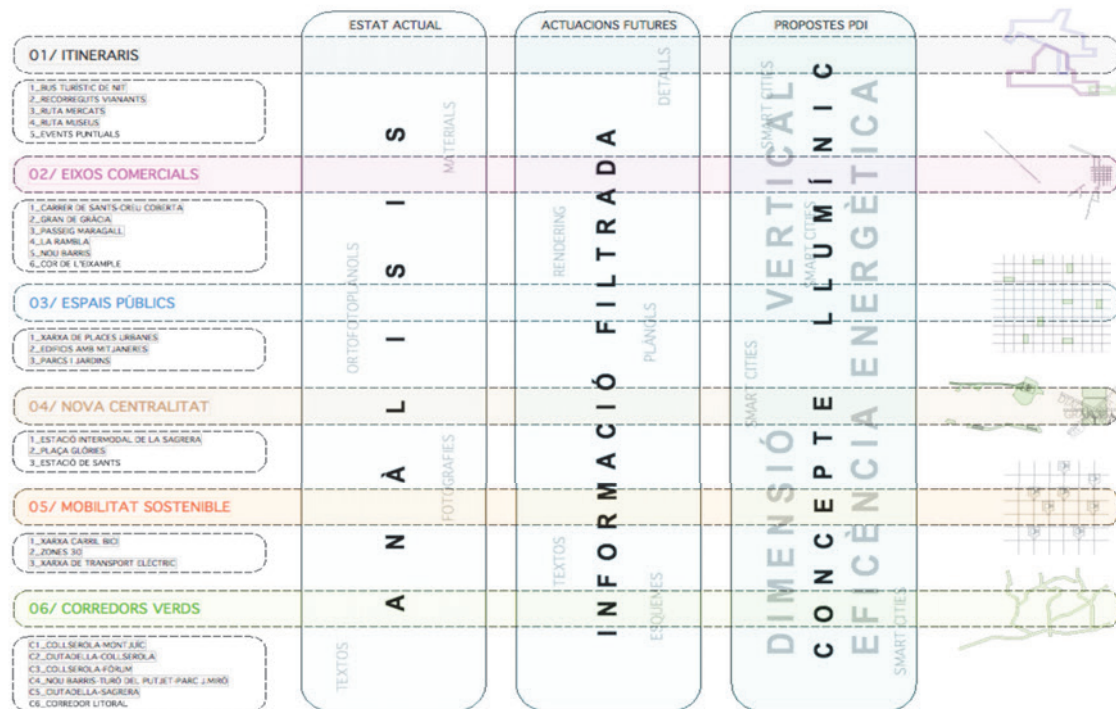 ESTAT ACTUAL
ACTUACIONS FUTURES
PROPOSTES PDI
01/ ITINERARIS
1_BUS TURÍSTIC DE NIT
2_RECORREGUTS VIANANTS
3_RUTA MERCATS
4_RUTA MUSEUS
5_EVENTS PUNTUALS
02/ EIXOS COMERCIALS
1_CARRER DE SANTS-CREU COBERTA
2_GRAN DE GRÀCIA
3_PASSEIG MARAGALL
4_LA RAMBLA
5_NOU BARRIS
6_COR DE L'EIXAMPLE
03/ ESPAIS PÚBLICS
1_XARXA DE PLACES URBANES
2_EDIFICIS AMB MITJANERES
3_PARCS I JARDINS
04/ NOVA CENTRALITAT
1_ESTACIÓ INTERMODAL DE LA SAGRERA
2_PLAÇA GLÒRIES
3_ESTACIÓ DE SANTS
05/ MOBILITAT SOSTENIBLE
1_XARXA CARRIL BICI
2_ZONES 30
3_XARXA DE TRANSPORT ELÈCTRIC
06/ CORREDORS VERDS
C1_COLLSEROLA-MONTJUÏC
C2_CIUTADELLA-COLLSEROLA
C3_COLLSEROLA-FÒRUM
C4_NOU BARRIS-TURÓ DEL PUTJET-PARC J.MIRÓ
C5_CIUTADELLA-SAGRERA
C6_CORREDOR LITORAL
ANÀLISIS
TEXTOS
ORTOFOTOPLANOLS
FOTOGRAFIES
MATERIALS
INFORMACIÓ FILTRADA
TEXTOS
RENDERING
ESQUEMES
PLÀNOLS
DETALLS
DIMENSIÓ VERTICAL
CONCEPTE LLUMÍNIC
EFICÈNCIA ENERGÈTICA
SMART CITIES
SMART CITIES
SMART CITIES
SMART CITIES